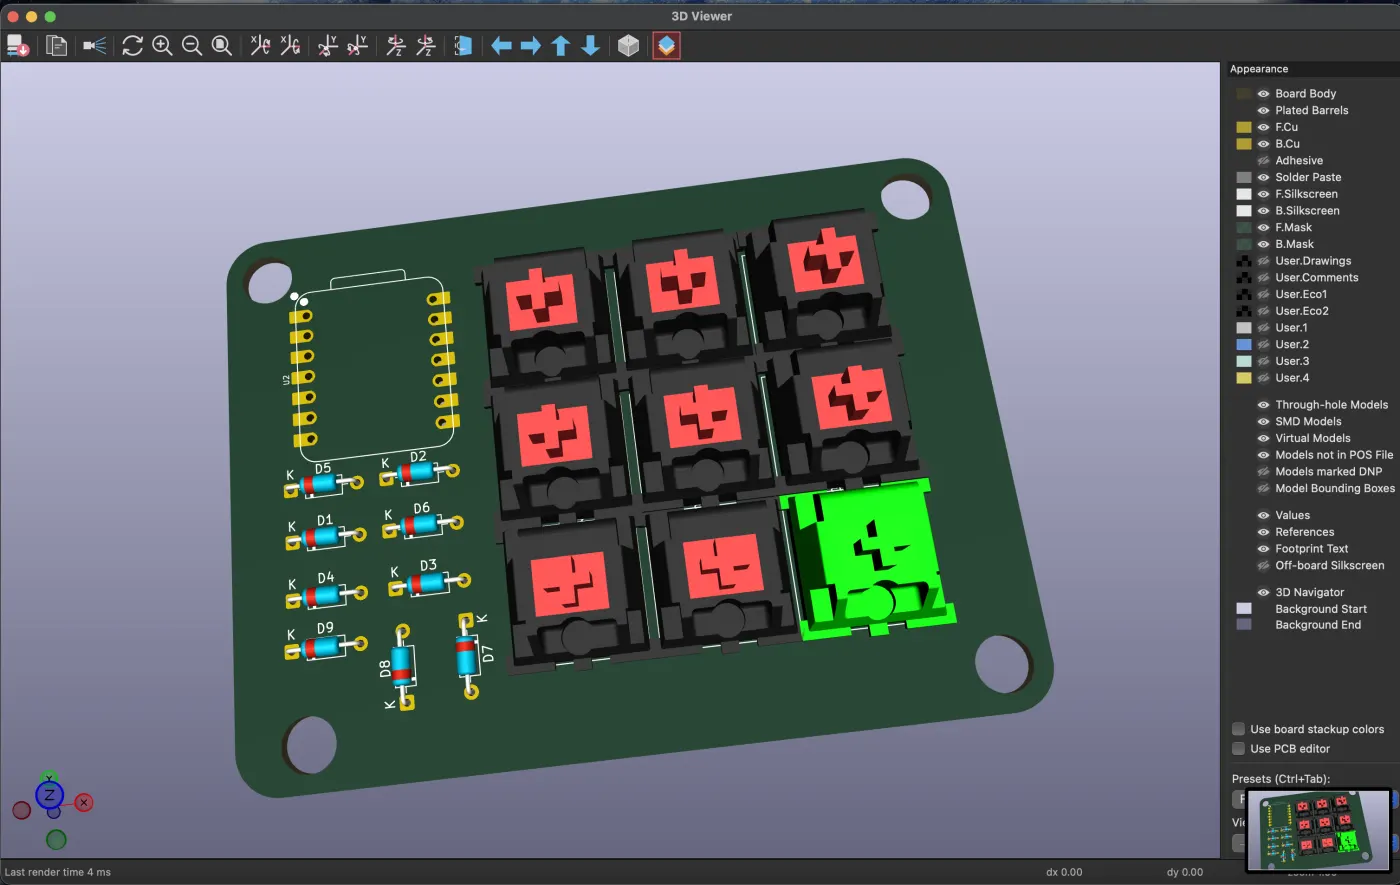 3D Viewer
Appearance
Board Body
Plated Barrels
F.Cu
B.Cu
Adhesive
Solder Paste
F.Silkscreen
B.Silkscreen
F.Mask
B.Mask
User.Drawings
User.Comments
User.Eco1
User.Eco2
User.1
User.2
User.3
User.4
Through-hole Models
SMD Models
Virtual Models
Models not in POS File
Models marked DNP
Model Bounding Boxes
Values
References
Footprint Text
Off-board Silkscreen
3D Navigator
Background Start
Background End
Use board stackup colors
Use PCB editor
Presets (Ctrl+Tab):
U2
K D5
K D2
K D1
K D6
K D4
K D3
K D9
D8 K
D7 K
Y
Z
X
Last render time 4 ms
dx 0.00
dy 0.00